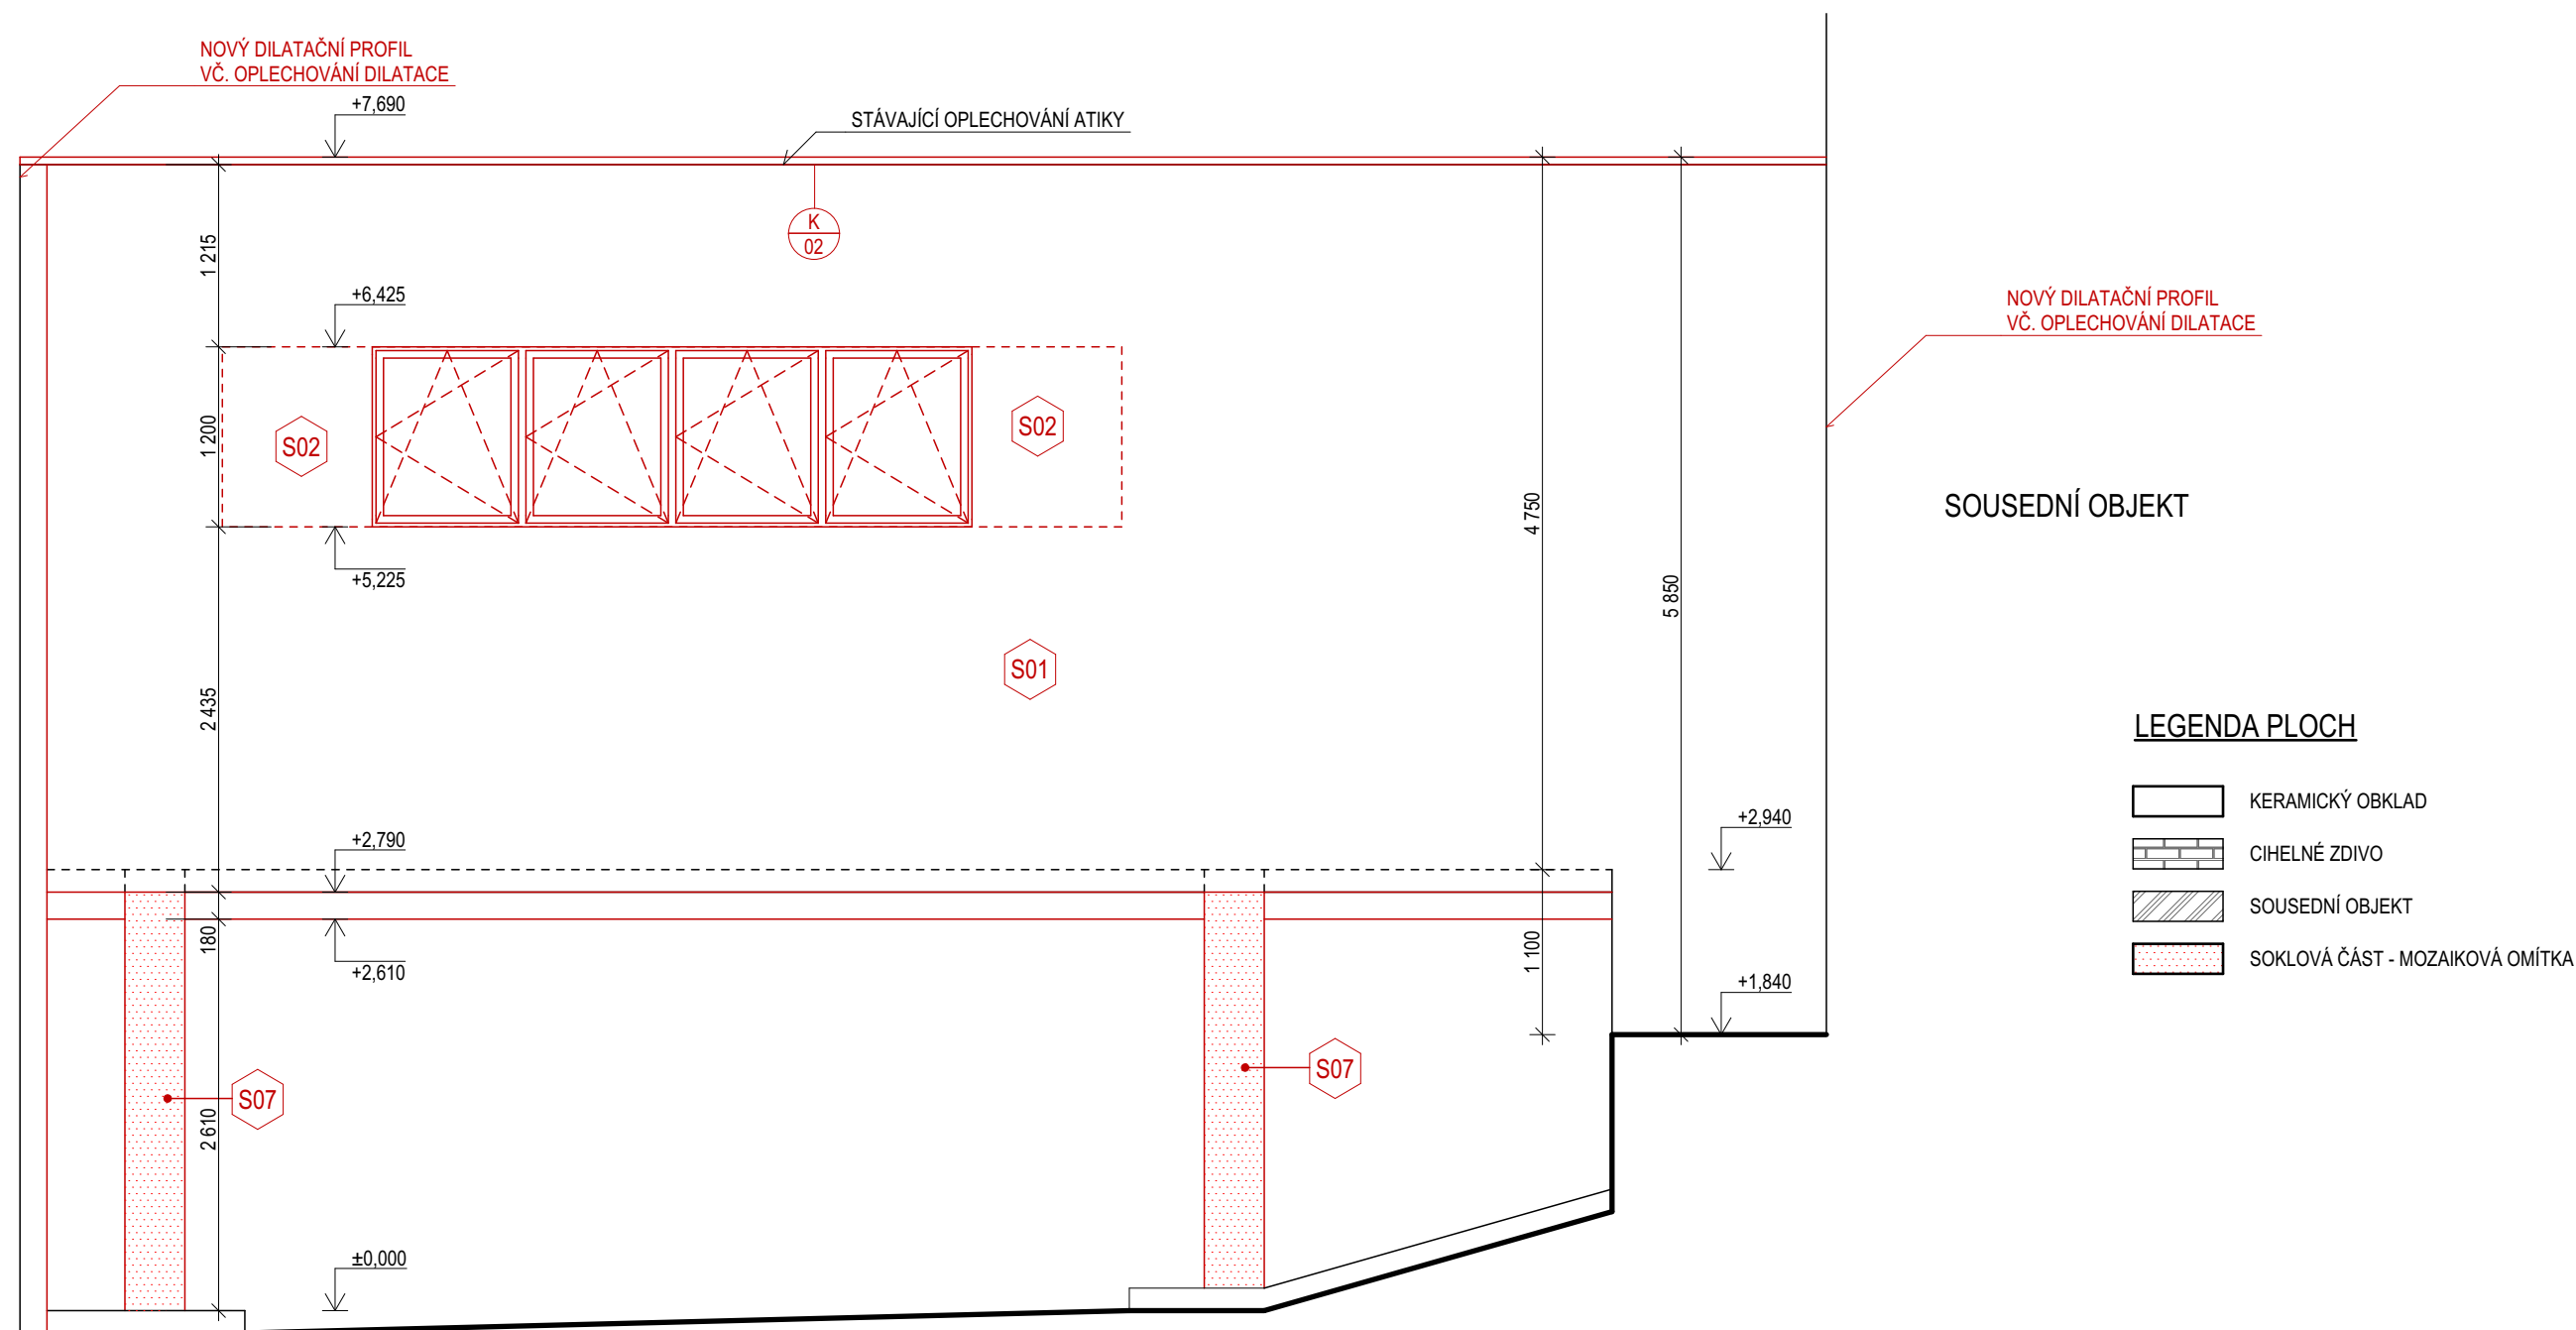 NOVÝ DILATAČNÍ PROFIL
VČ. OPLECHOVÁNÍ DILATACE
+7,690
STÁVAJÍCÍ OPLECHOVÁNÍ ATIKY
K
02
1 215
+6,425
NOVÝ DILATAČNÍ PROFIL
VČ. OPLECHOVÁNÍ DILATACE
1 200
S02
S02
4 750
SOUSEDNÍ OBJEKT
+5,225
5 850
S01
2 435
LEGENDA PLOCH
KERAMICKÝ OBKLAD
CIHELNÉ ZDIVO
SOUSEDNÍ OBJEKT
SOKLOVÁ ČÁST - MOZAIKOVÁ OMÍTKA
+2,790
+2,940
180
+2,610
1 100
+1,840
S07
S07
2 610
±0,000